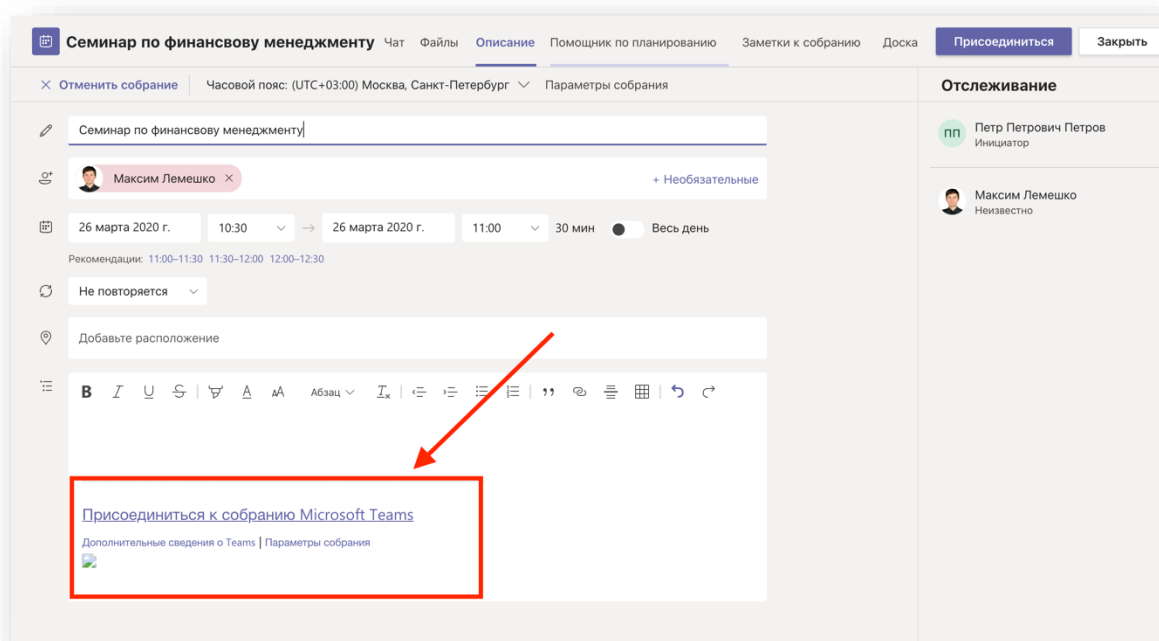 Семинар по финансвову менеджменту Чат Файлы Описание Помощник по планированию Заметки к собранию Доска Присоединиться Закрыть
Отменить собрание Часовой пояс: (UTC+03:00) Москва, Санкт-Петербург Параметры собрания
Отслеживание
Семинар по финансвову менеджменту
ПП Петр Петрович Петров
Инициатор
Максим Лемешко × + Необязательные
Максим Лемешко
Неизвестно
26 марта 2020 г. 10:30 → 26 марта 2020 г. 11:00 30 мин Весь день
Рекомендации: 11:00–11:30 11:30–12:00 12:00–12:30
Не повторяется
Добавьте расположение
B I U S A AA Абзац Ix
Присоединиться к собранию Microsoft Teams
Дополнительные сведения о Teams | Параметры собрания